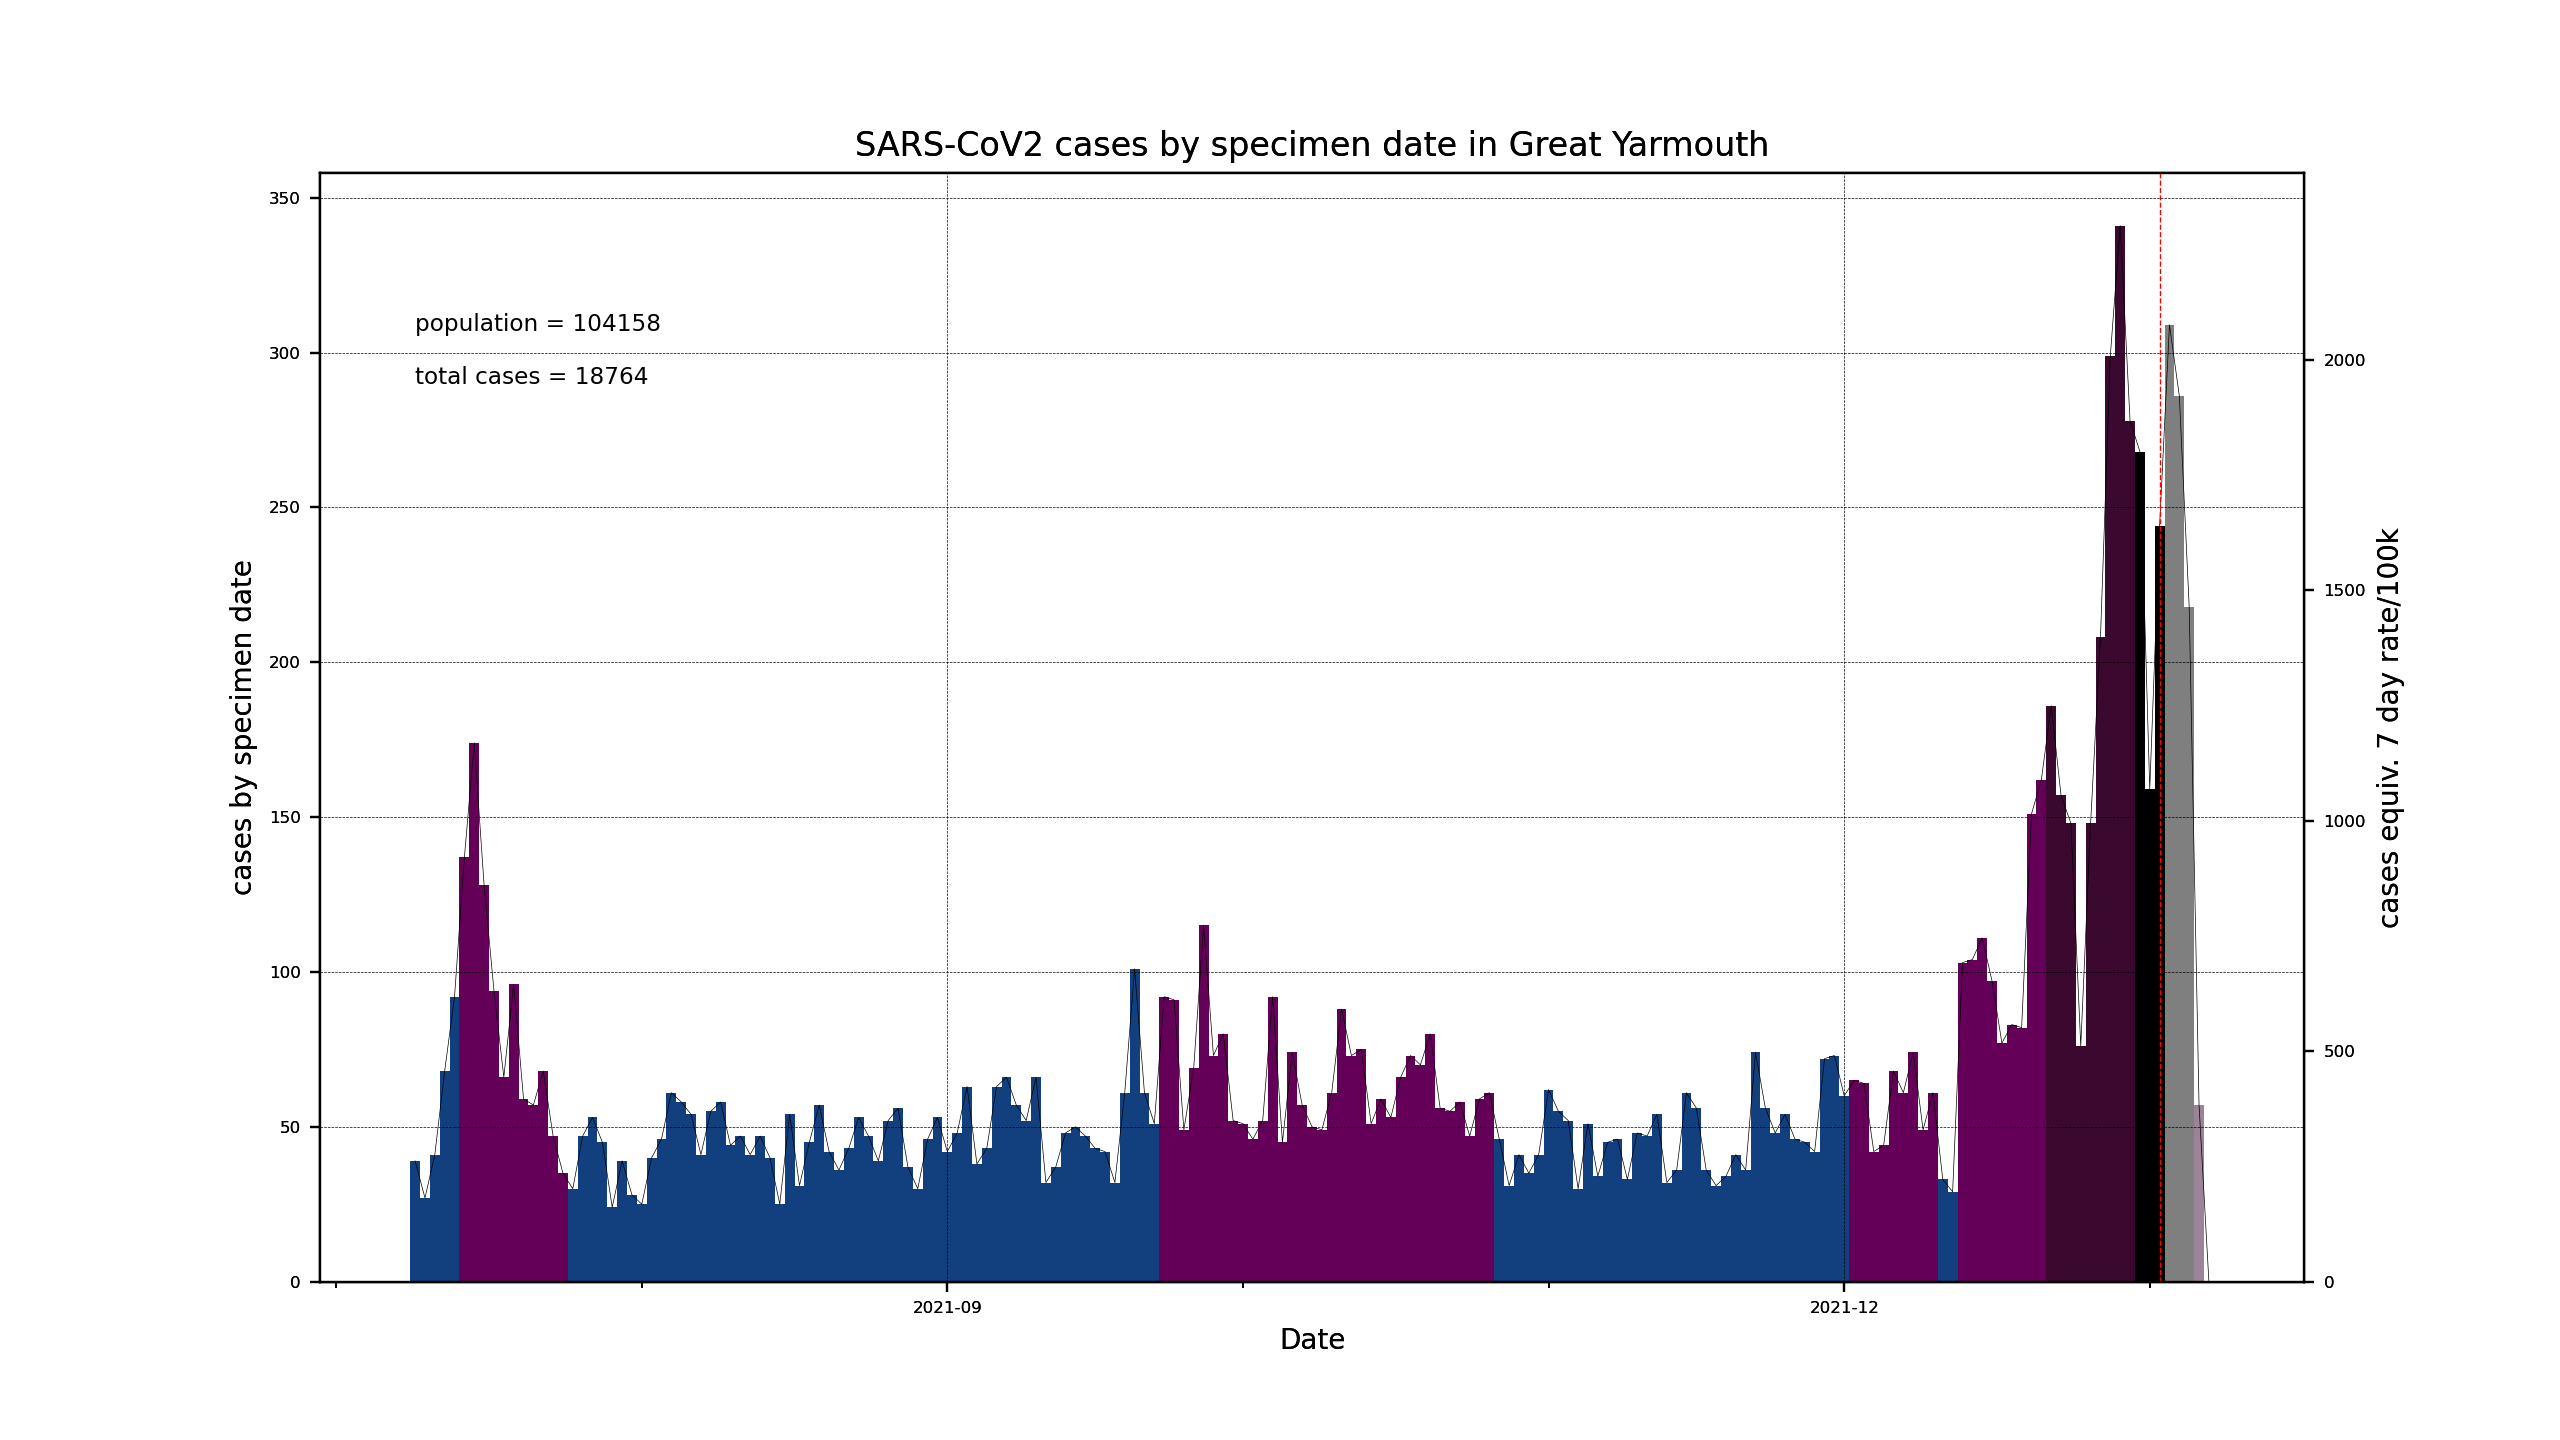 SARS-CoV2 cases by specimen date in Great Yarmouth
population = 104158
total cases = 18764
cases by specimen date
350
300
250
200
150
100
50
0
2000
1500
1000
500
0
cases equiv. 7 day rate/100k
2021-09
2021-12
Date